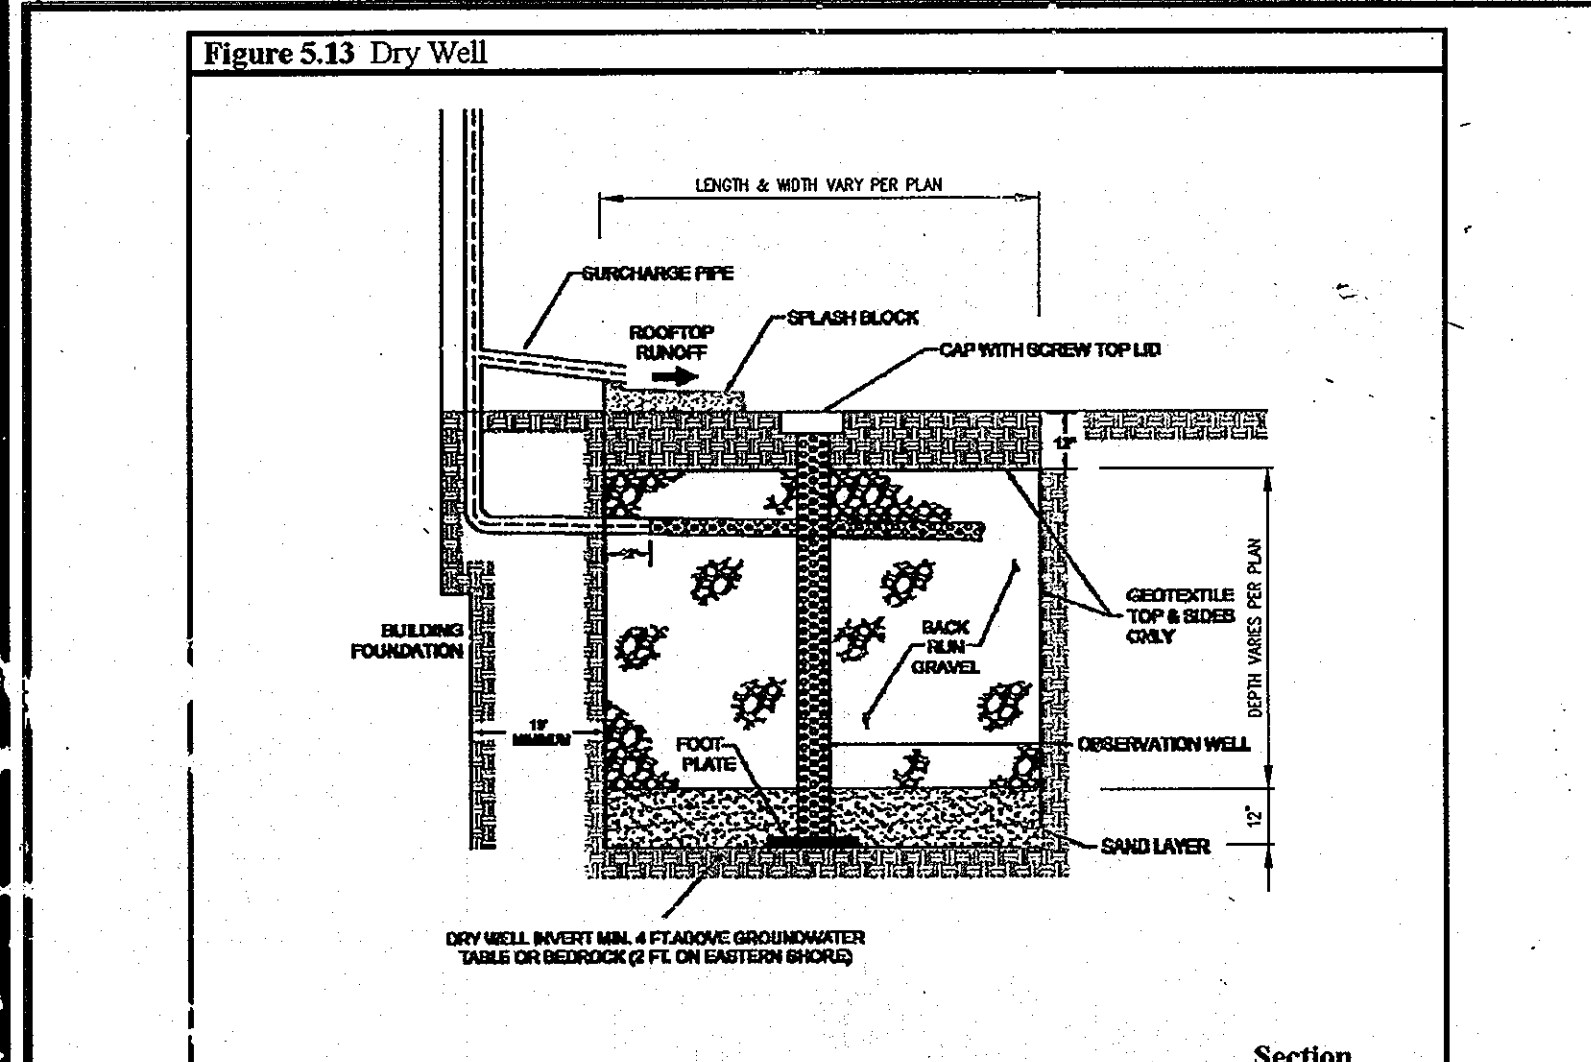 Figure 5.13 Dry Well
LENGTH & WIDTH VARY PER PLAN
SURCHARGE PIPE
SPLASH BLOCK
ROOFTOP
RUNOFF
CAP WITH SCREW TOP LID
12"
GEOTEXTILE
TOP & SIDES
ONLY
DEPTH VARIES PER PLAN
BUILDING
FOUNDATION
BACK
RUN
GRAVEL
MINIMUM
FOOT
PLATE
OBSERVATION WELL
12"
SAND LAYER
DRY WELL INVERT MIN. 4 FT. ABOVE GROUNDWATER
TABLE OR BEDROCK (2 FT. ON EASTERN SHORE)
Section